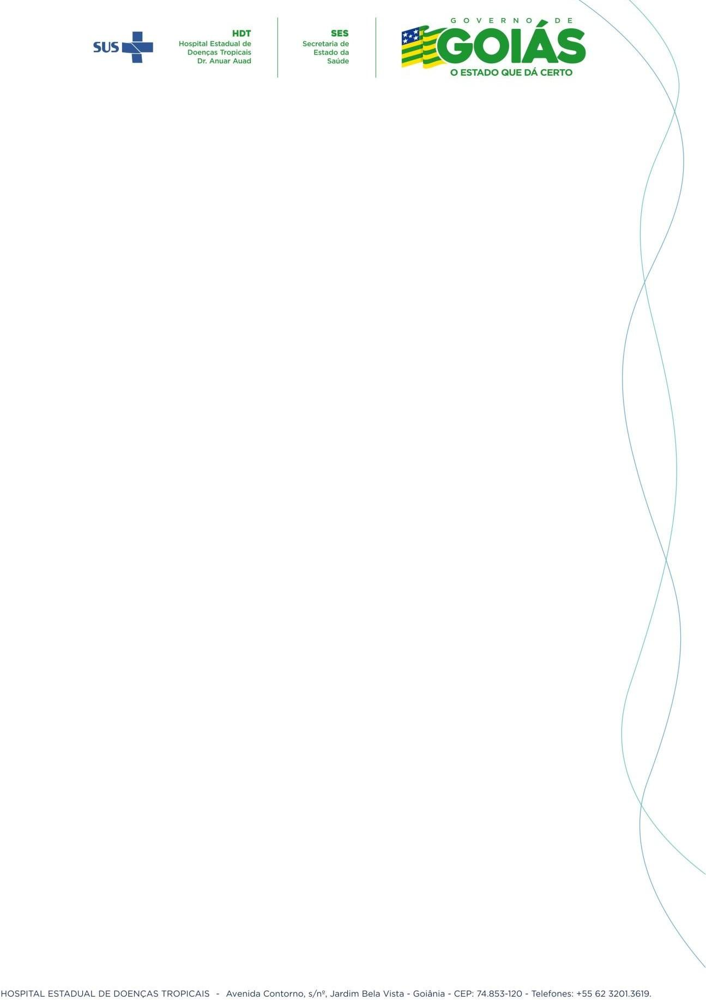 SUS
HDT
Hospital Estadual de
Doenças Tropicais
Dr. Anuar Auad
SES
Secretaria de
Estado da
Saúde
GOVERNO DE
GOIÁS
O ESTADO QUE DÁ CERTO
HOSPITAL ESTADUAL DE DOENÇAS TROPICAIS - Avenida Contorno, s/nº, Jardim Bela Vista - Goiânia - CEP: 74.853-120 - Telefones: +55 62 3201.3619.